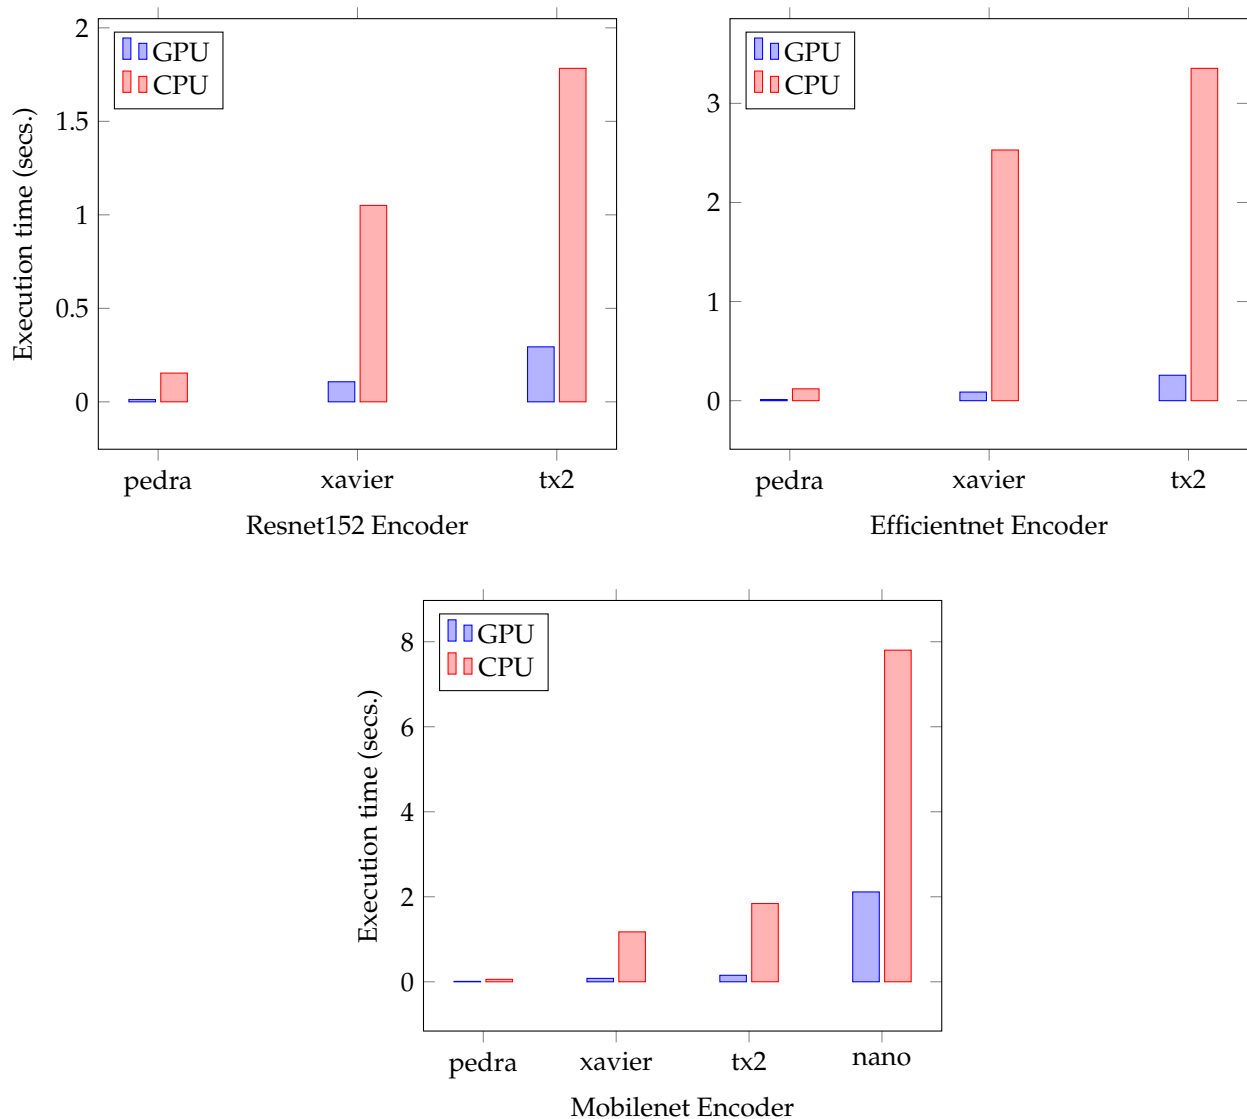 2
1.5
1
0.5
0
Execution time (secs.)
GPU
CPU
pedra xavier tx2
Resnet152 Encoder
3
2
1
0
GPU
CPU
pedra xavier tx2
Efficientnet Encoder
8
6
4
2
0
Execution time (secs.)
GPU
CPU
pedra xavier tx2 nano
Mobilenet Encoder